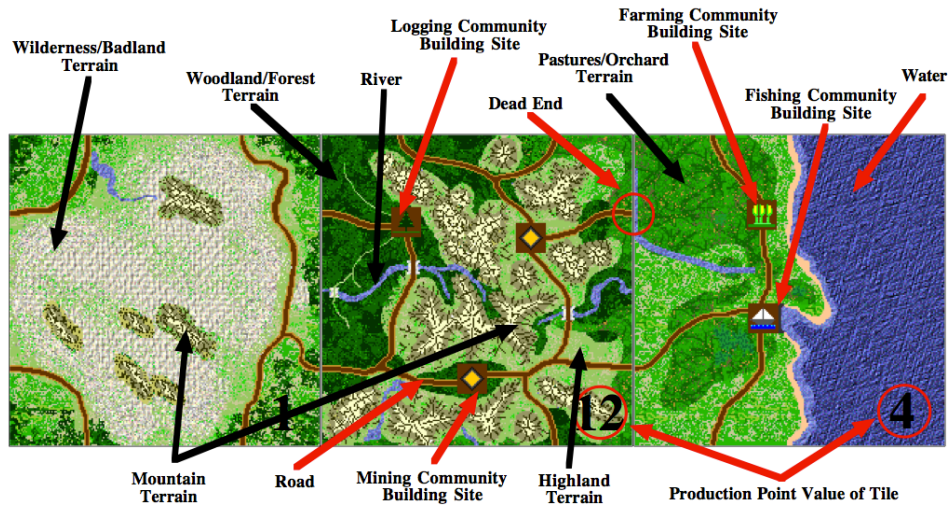 Logging Community
Building Site
Farming Community
Building Site
Wilderness/Badland
Terrain
Woodland/Forest
Terrain
River
Pastures/Orchard
Terrain
Dead End
Fishing Community
Building Site
Water
1
12
4
Mountain
Terrain
Road
Mining Community
Building Site
Highland
Terrain
Production Point Value of Tile